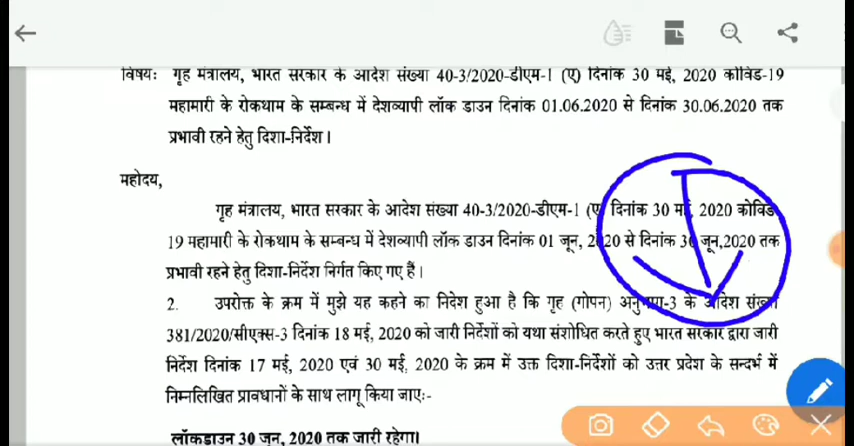 विषयः गृह मंत्रालय, भारत सरकार के आदेश संख्या 40-3/2020-डीएम-I (ए) दिनांक 30 मई, 2020 कोविड-19
महामारी के रोकथाम के सम्बन्ध में देशव्यापी लॉक डाउन दिनांक 01.06.2020 से दिनांक 30.06.2020 तक
प्रभावी रहने हेतु दिशा-निर्देश।
महोदय,
गृह मंत्रालय, भारत सरकार के आदेश संख्या 40-3/2020-डीएम-I (ए) दिनांक 30 मई, 2020 कोविड
19 महामारी के रोकथाम के सम्बन्ध में देशव्यापी लॉक डाउन दिनांक 01 जून, 2020 से दिनांक 30 जून,2020 तक
प्रभावी रहने हेतु दिशा-निर्देश निर्गत किए गए हैं।
2. उपरोक्त के क्रम में मुझे यह कहने का निदेश हुआ है कि गृह (गोपन) अनुभाग-3 के आदेश संख्या
381/2020/सीएक्स-3 दिनांक 18 मई, 2020 को जारी निर्देशों को यथा संशोधित करते हुए भारत सरकार द्वारा जारी
निर्देश दिनांक 17 मई, 2020 एवं 30 मई, 2020 के क्रम में उक्त दिशा-निर्देशों को उत्तर प्रदेश के सन्दर्भ में
निम्नलिखित प्रावधानों के साथ लागू किया जाएः-
लॉकडाउन 30 जून, 2020 तक जारी रहेगा।